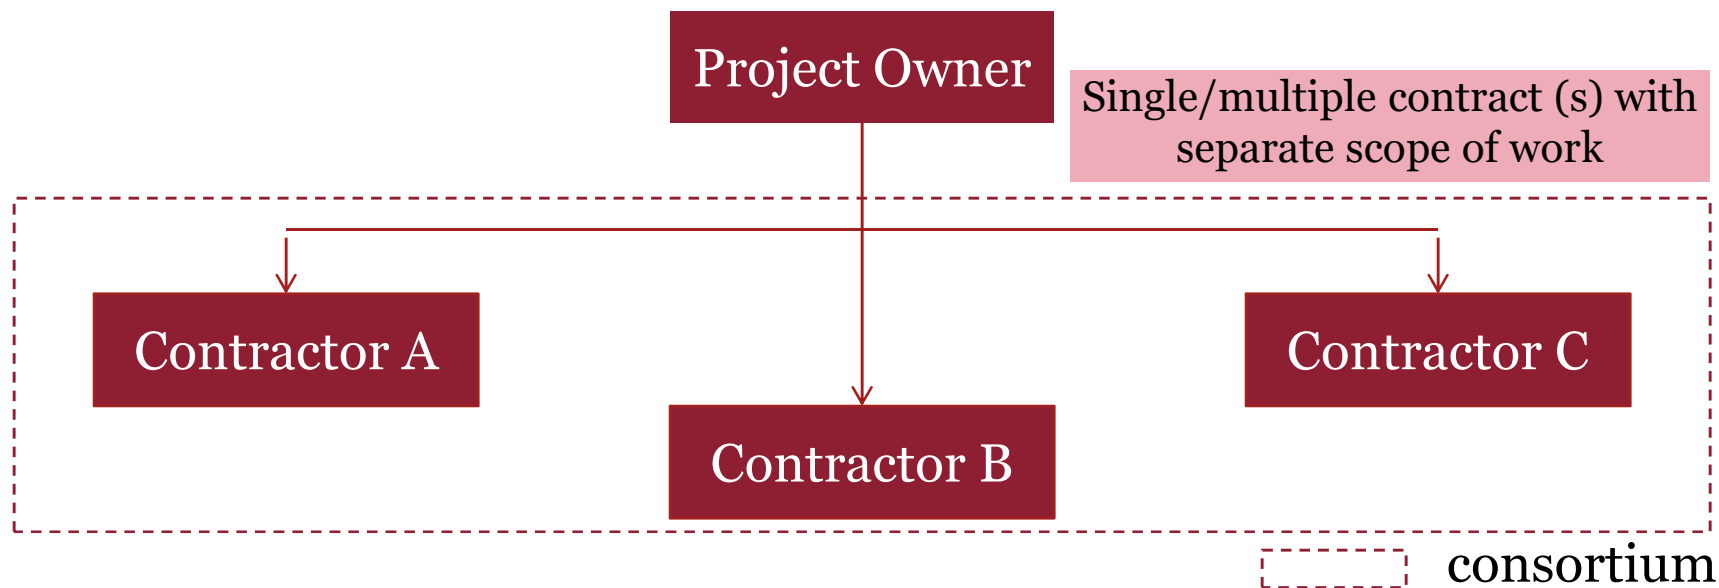 Project Owner
Single/multiple contract (s) with
separate scope of work
Contractor A
Contractor C
Contractor B
consortium